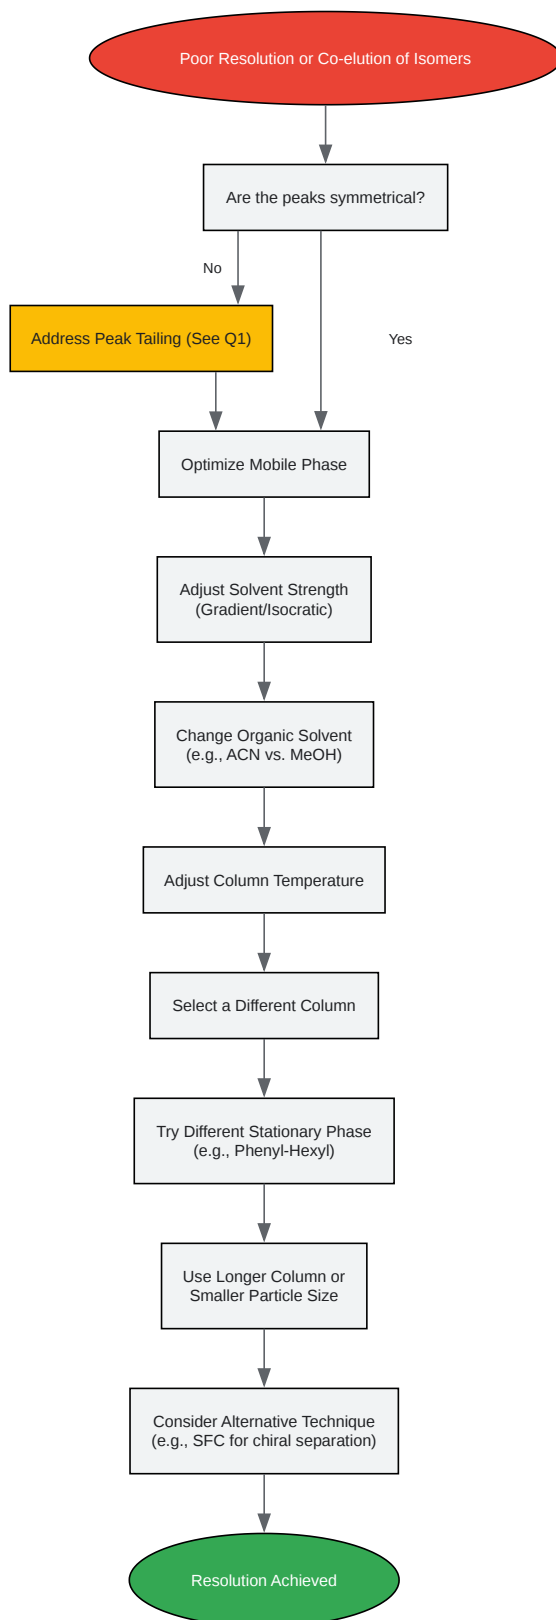 Poor Resolution or Co-elution of Isomers
Are the peaks symmetrical?
No
Address Peak Tailing (See Q1)
Yes
Optimize Mobile Phase
Adjust Solvent Strength
(Gradient/Isocratic)
Change Organic Solvent
(e.g., ACN vs. MeOH)
Adjust Column Temperature
Select a Different Column
Try Different Stationary Phase
(e.g., Phenyl-Hexyl)
Use Longer Column or
Smaller Particle Size
Consider Alternative Technique
(e.g., SFC for chiral separation)
Resolution Achieved